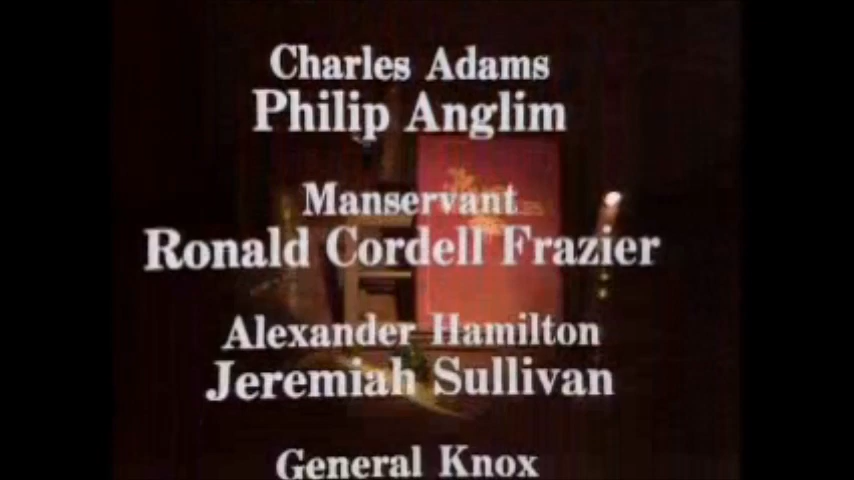 Charles Adams
Philip Anglim
Manservant
Ronald Cordell Frazier
Alexander Hamilton
Jeremiah Sullivan
General Knox